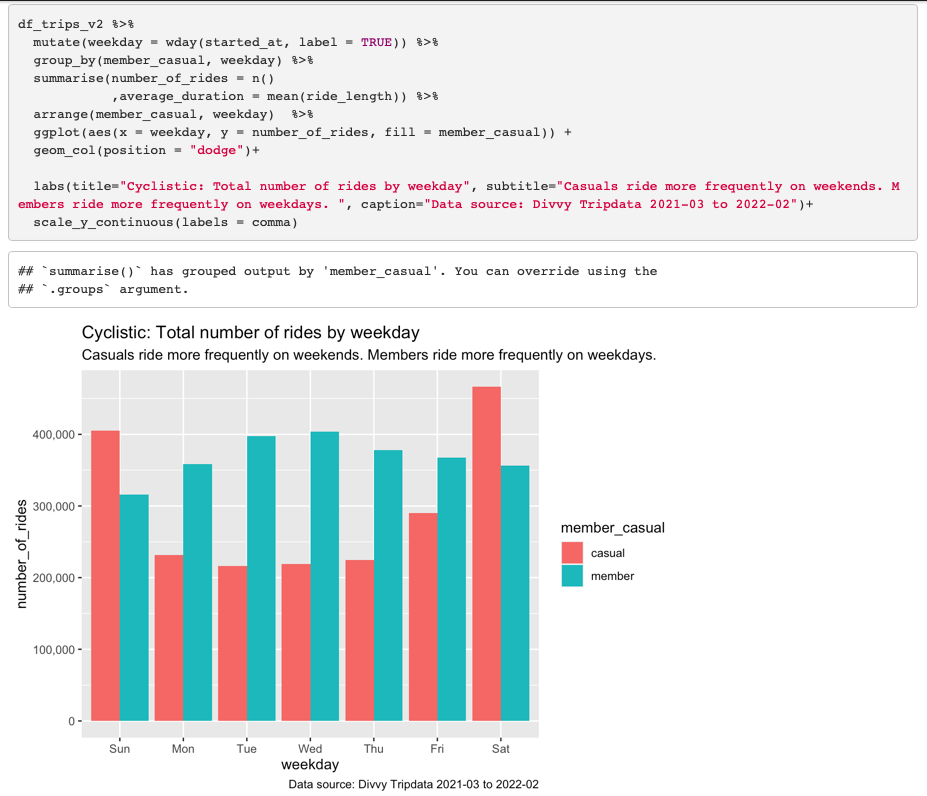 df_trips_v2 %>%
  mutate(weekday = wday(started_at, label = TRUE)) %>%
  group_by(member_casual, weekday) %>%
  summarise(number_of_rides = n()
            ,average_duration = mean(ride_length)) %>%
  arrange(member_casual, weekday)  %>%
  ggplot(aes(x = weekday, y = number_of_rides, fill = member_casual)) +
  geom_col(position = "dodge")+
  labs(title="Cyclistic: Total number of rides by weekday", subtitle="Casuals ride more frequently on weekends. M
embers ride more frequently on weekdays. ", caption="Data source: Divvy Tripdata 2021-03 to 2022-02")+
  scale_y_continuous(labels = comma)
## `summarise()` has grouped output by 'member_casual'. You can override using the
## `.groups` argument.
Cyclistic: Total number of rides by weekday
Casuals ride more frequently on weekends. Members ride more frequently on weekdays.
400,000
300,000
200,000
100,000
0
number_of_rides
Sun Mon Tue Wed Thu Fri Sat
weekday
member_casual
casual
member
Data source: Divvy Tripdata 2021-03 to 2022-02